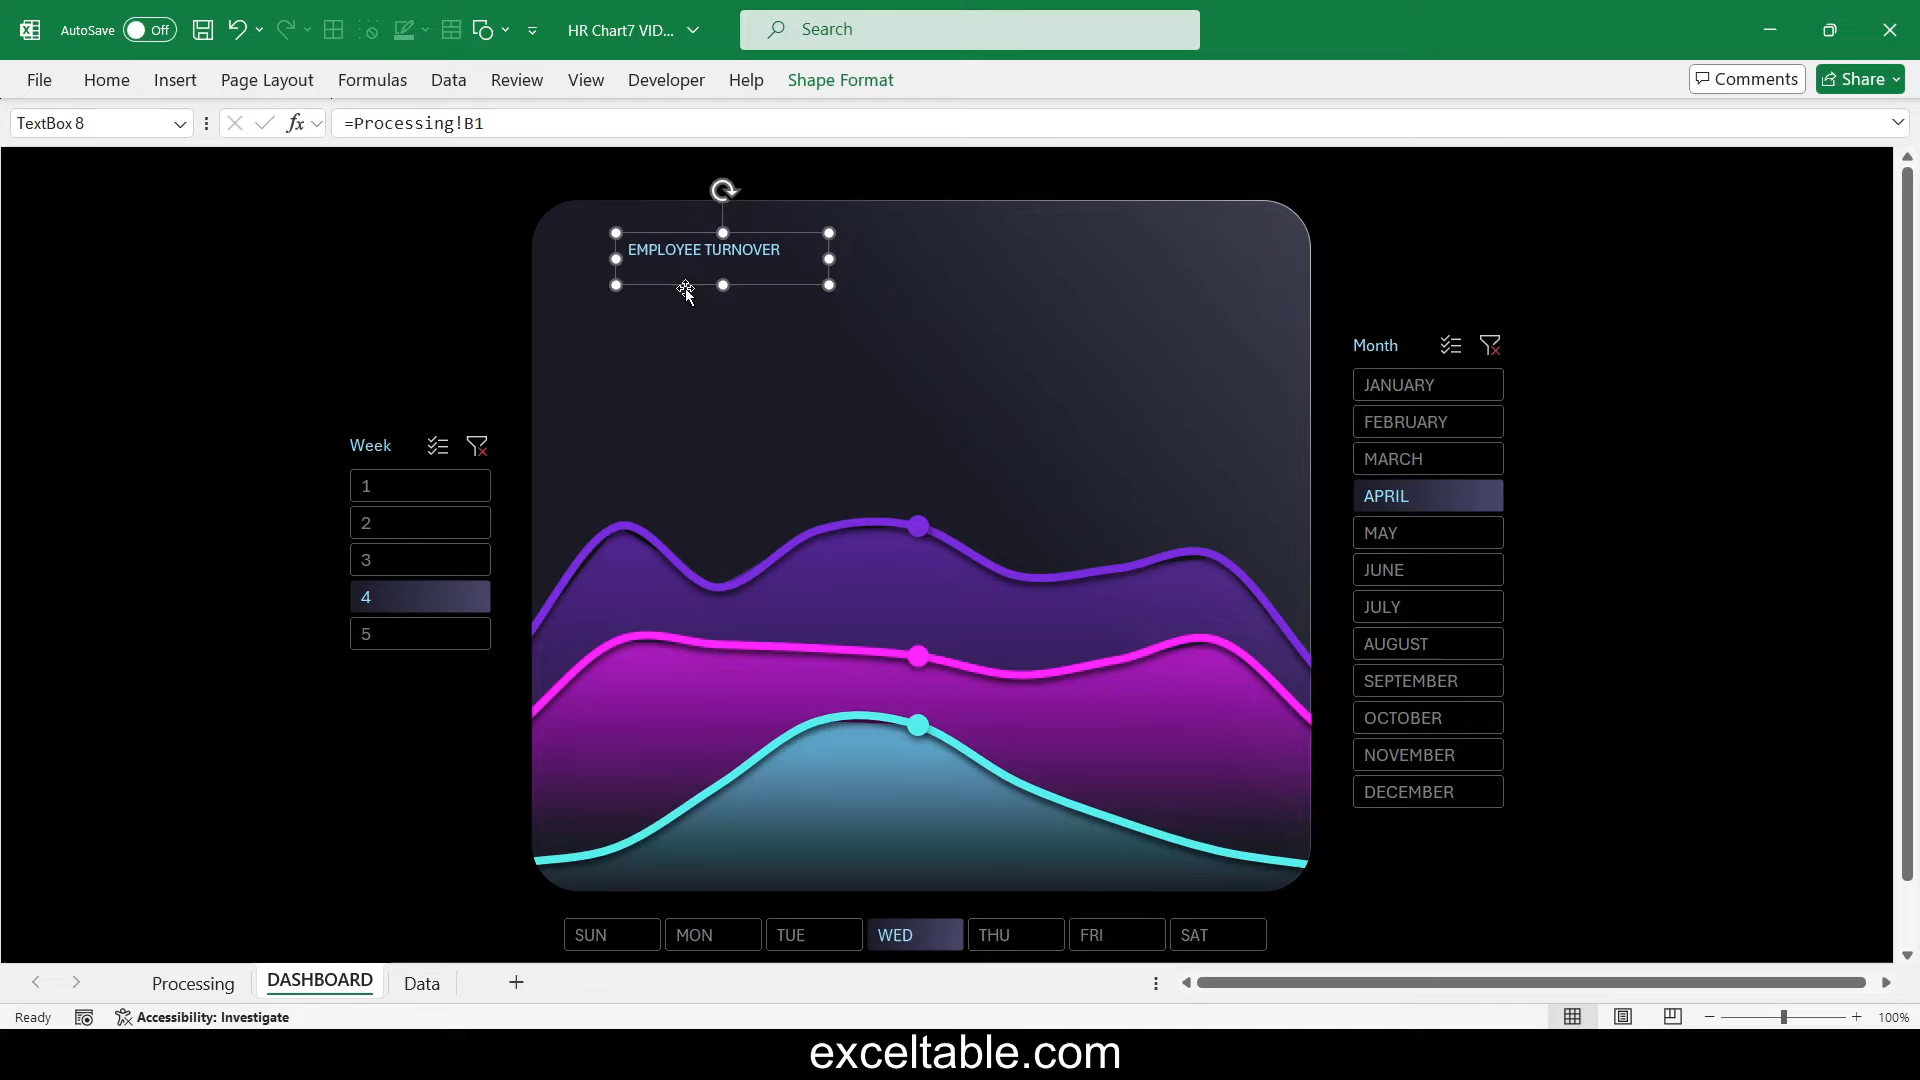 AutoSave Off HR Chart7 VID... Search
File Home Insert Page Layout Formulas Data Review View Developer Help Shape Format Comments Share
TextBox 8 fx =Processing!B1
EMPLOYEE TURNOVER
Week
1
2
3
4
5
Month
JANUARY
FEBRUARY
MARCH
APRIL
MAY
JUNE
JULY
AUGUST
SEPTEMBER
OCTOBER
NOVEMBER
DECEMBER
SUN MON TUE WED THU FRI SAT
Processing DASHBOARD Data
Ready Accessibility: Investigate 100%
exceltable.com